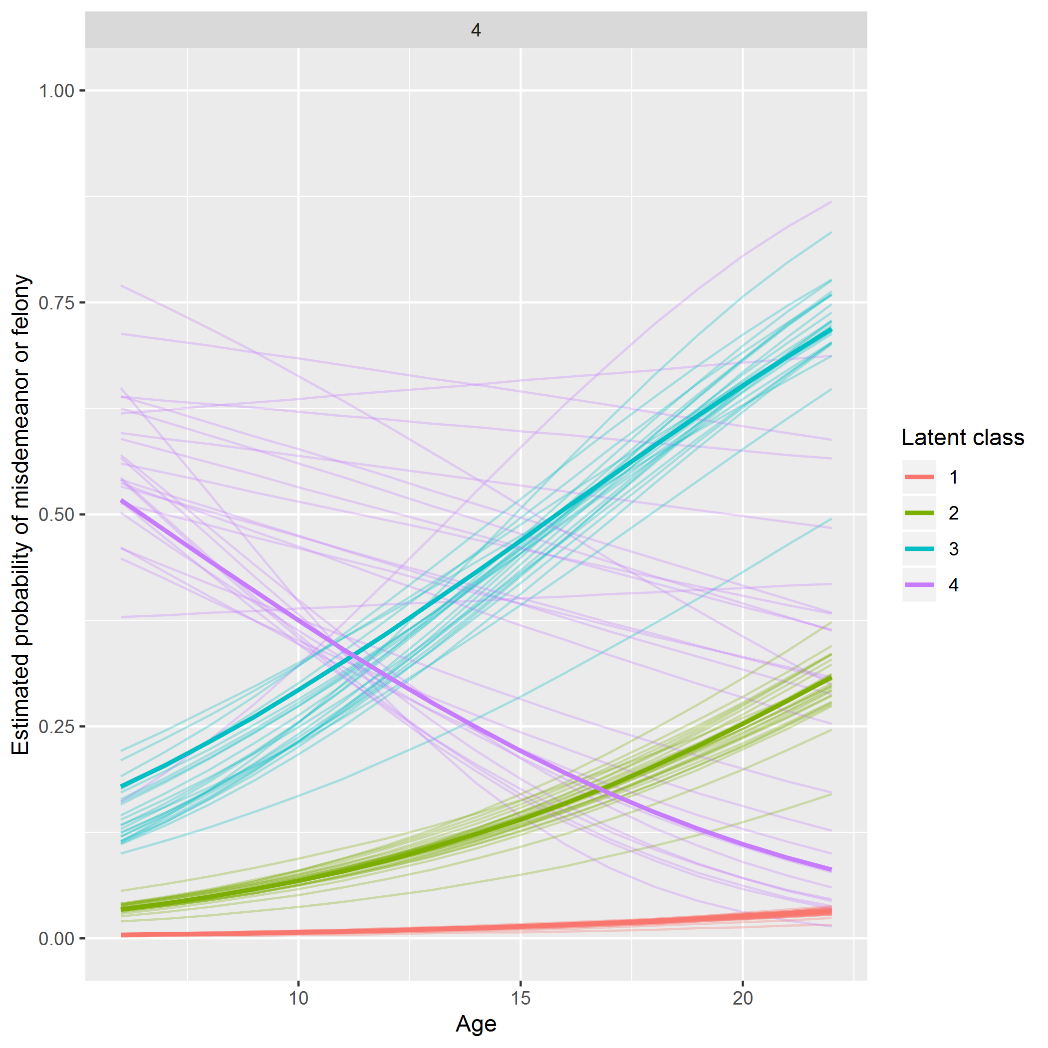 4
1.00
0.75
0.50
0.25
0.00
Estimated probability of misdemeanor or felony
10 15 20
Age
Latent class
1
2
3
4